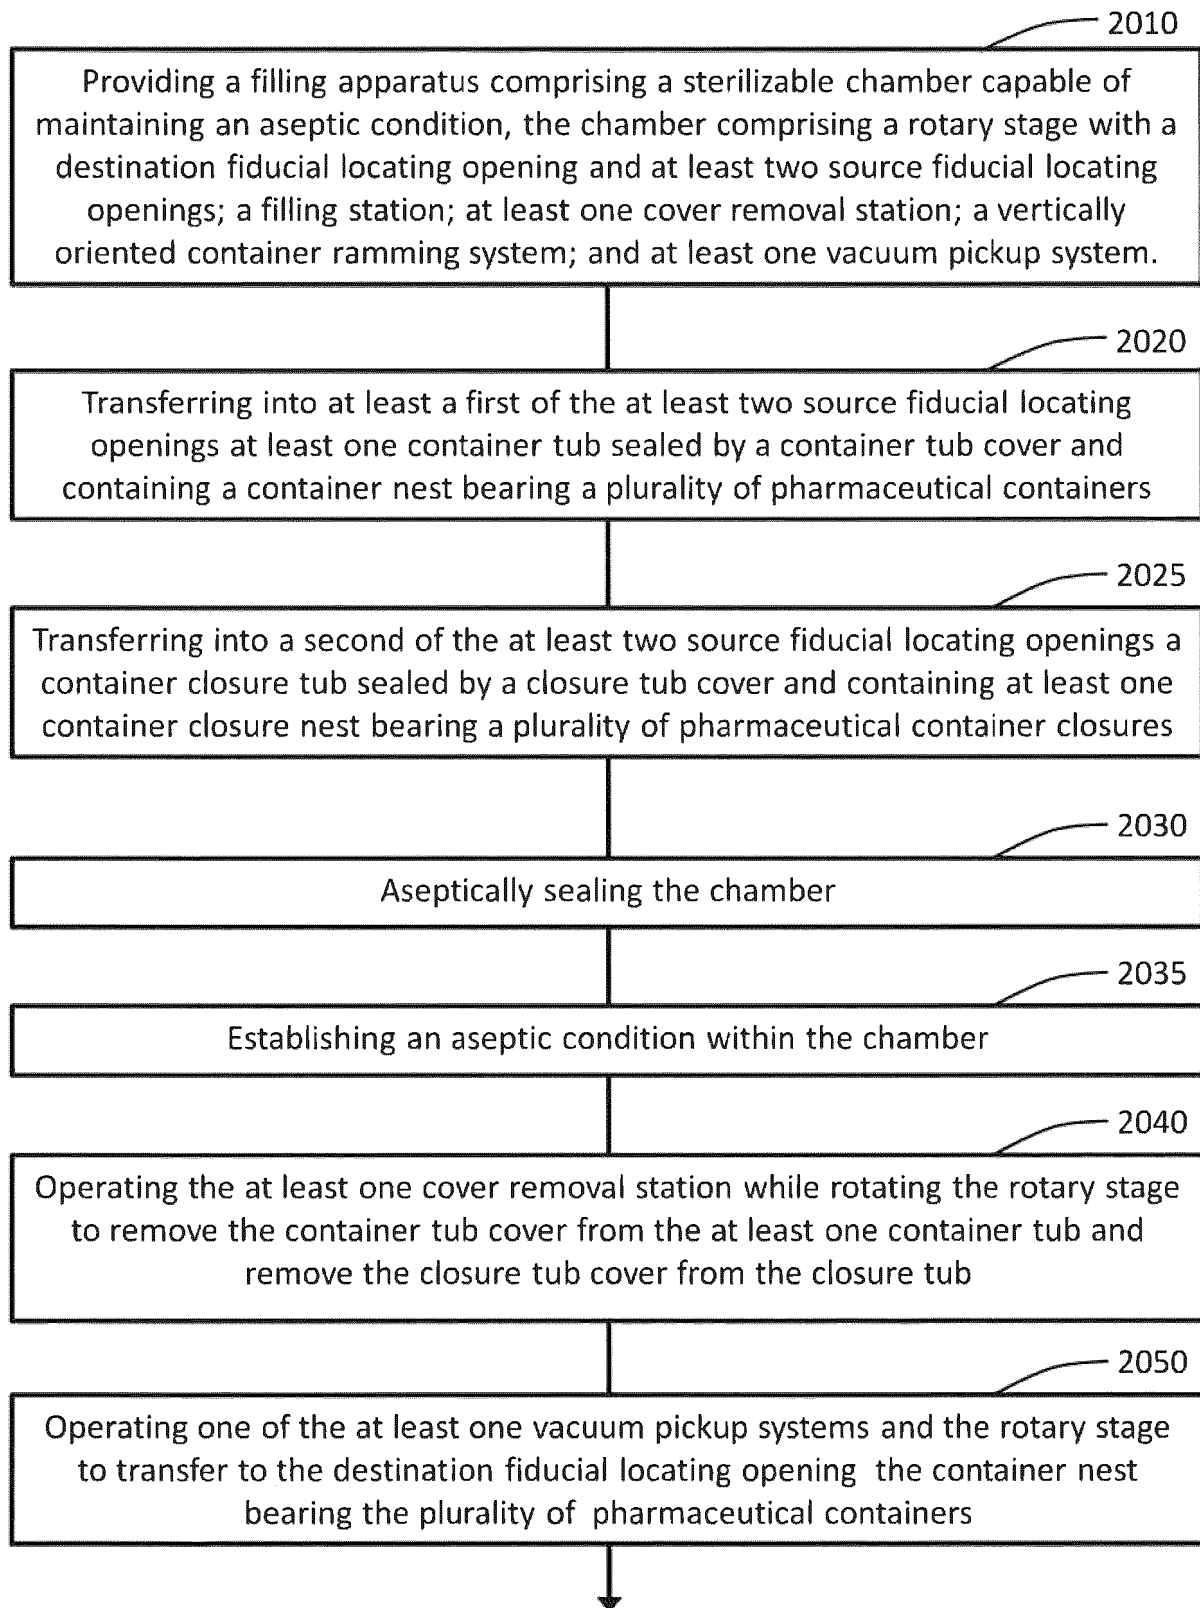 2010
Providing a filling apparatus comprising a sterilizable chamber capable of
maintaining an aseptic condition, the chamber comprising a rotary stage with a
destination fiducial locating opening and at least two source fiducial locating
openings; a filling station; at least one cover removal station; a vertically
oriented container ramming system; and at least one vacuum pickup system.
2020
Transferring into at least a first of the at least two source fiducial locating
openings at least one container tub sealed by a container tub cover and
containing a container nest bearing a plurality of pharmaceutical containers
2025
Transferring into a second of the at least two source fiducial locating openings a
container closure tub sealed by a closure tub cover and containing at least one
container closure nest bearing a plurality of pharmaceutical container closures
2030
Aseptically sealing the chamber
2035
Establishing an aseptic condition within the chamber
2040
Operating the at least one cover removal station while rotating the rotary stage
to remove the container tub cover from the at least one container tub and
remove the closure tub cover from the closure tub
2050
Operating one of the at least one vacuum pickup systems and the rotary stage
to transfer to the destination fiducial locating opening the container nest
bearing the plurality of pharmaceutical containers